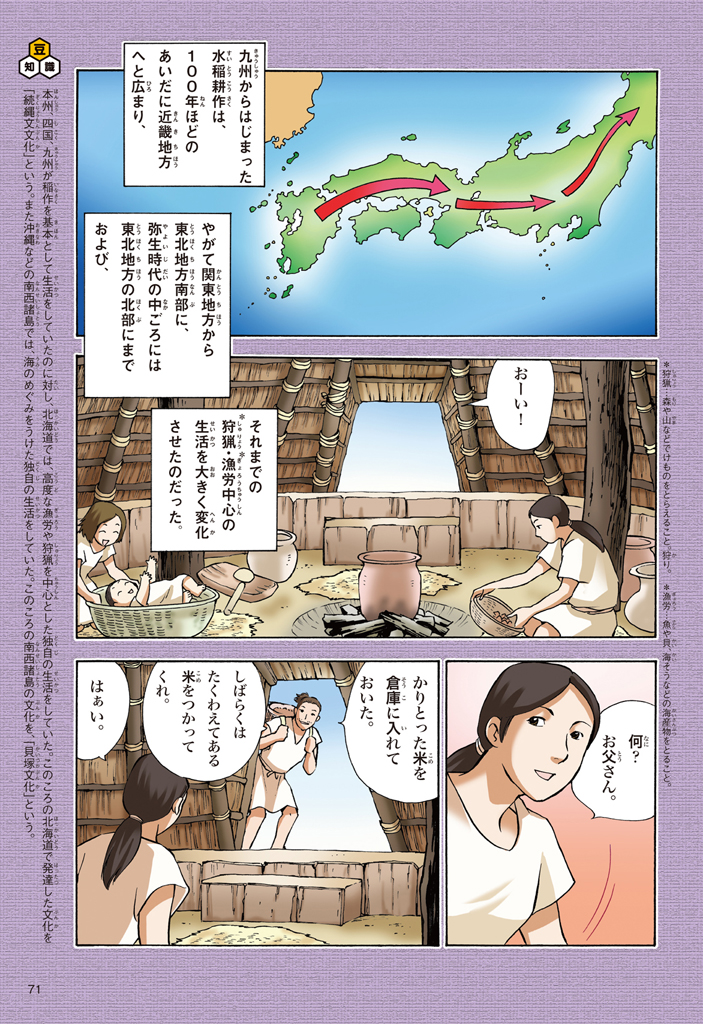 九州からはじまった
水稲耕作は、
100年ほどの
あいだに近畿地方
へと広まり、
やがて関東地方から
東北地方南部に、
弥生時代の中ごろには
東北地方の北部にまで
および、
おーい！
それまでの
＊狩猟・＊漁労中心の
生活を大きく変化
させたのだった。
＊狩猟：森や山などでけものをとらえること。狩り。　＊漁労：魚や貝、海そうなどの海産物をとること。
何？
お父さん。
かりとった米を
倉庫に入れて
おいた。
しばらくは
たくわえてある
米をつかって
くれ。
はぁい。
豆
知識
本州、四国、九州が稲作を基本として生活をしていたのに対し、北海道では、高度な漁労や狩猟を中心とした独自の生活をしていた。このころの北海道で発達した文化を
「続縄文文化」という。また沖縄などの南西諸島では、海のめぐみをうけた独自の生活をしていた。このころの南西諸島の文化を、「貝塚文化」という。
71